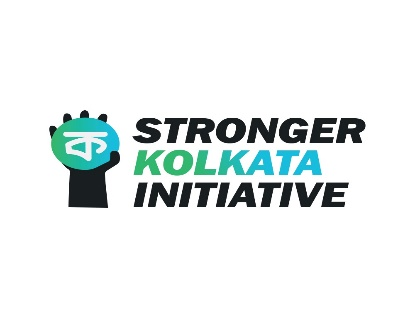 ক
STRONGER
KOLKATA
INITIATIVE